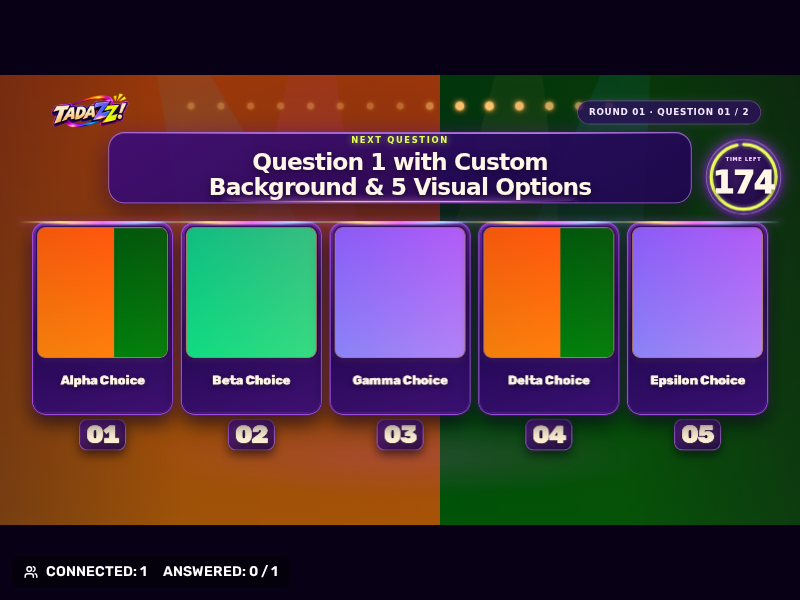 TADAZZ!
ROUND 01 · QUESTION 01 / 2
NEXT QUESTION
Question 1 with Custom
Background & 5 Visual Options
TIME LEFT
174
Alpha Choice
Beta Choice
Gamma Choice
Delta Choice
Epsilon Choice
01
02
03
04
05
CONNECTED: 1
ANSWERED: 0 / 1